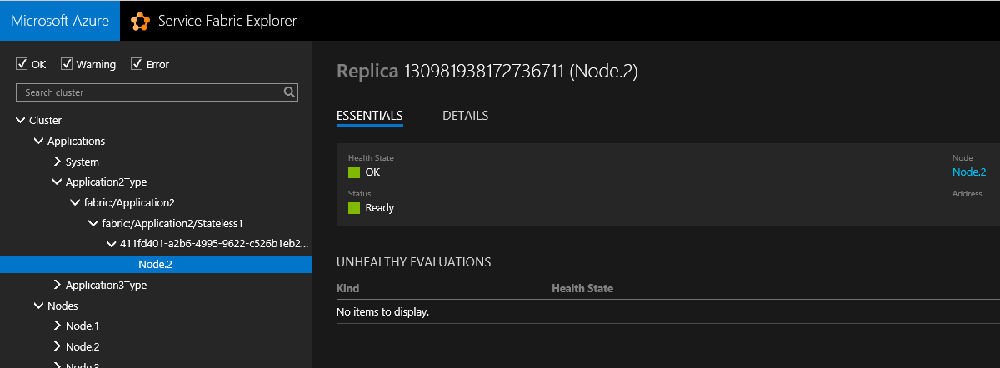 Microsoft Azure
Service Fabric Explorer
OK Warning Error
Search cluster
Cluster
Applications
System
Application2Type
fabric:/Application2
fabric:/Application2/Stateless1
411fd401-a2b6-4995-9622-c526b1eb2...
Node.2
Application3Type
Nodes
Node.1
Node.2
Node.3
Replica 130981938172736711 (Node.2)
ESSENTIALS DETAILS
Health State
OK
Status
Ready
Node
Node.2
Address
UNHEALTHY EVALUATIONS
Kind Health State
No items to display.